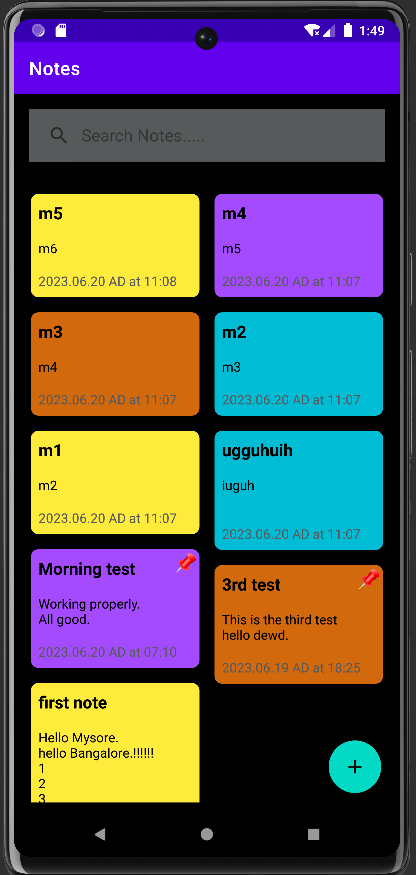 1:49
Notes
Search Notes.....
m5
m6
2023.06.20 AD at 11:08
m4
m5
2023.06.20 AD at 11:07
m3
m4
2023.06.20 AD at 11:07
m2
m3
2023.06.20 AD at 11:07
m1
m2
2023.06.20 AD at 11:07
ugguhuih
iuguh
2023.06.20 AD at 11:07
Morning test
Working properly.
All good.
2023.06.20 AD at 07:10
3rd test
This is the third test
hello dewd.
2023.06.19 AD at 18:25
first note
Hello Mysore.
hello Bangalore.!!!!!!
1
2
3
+